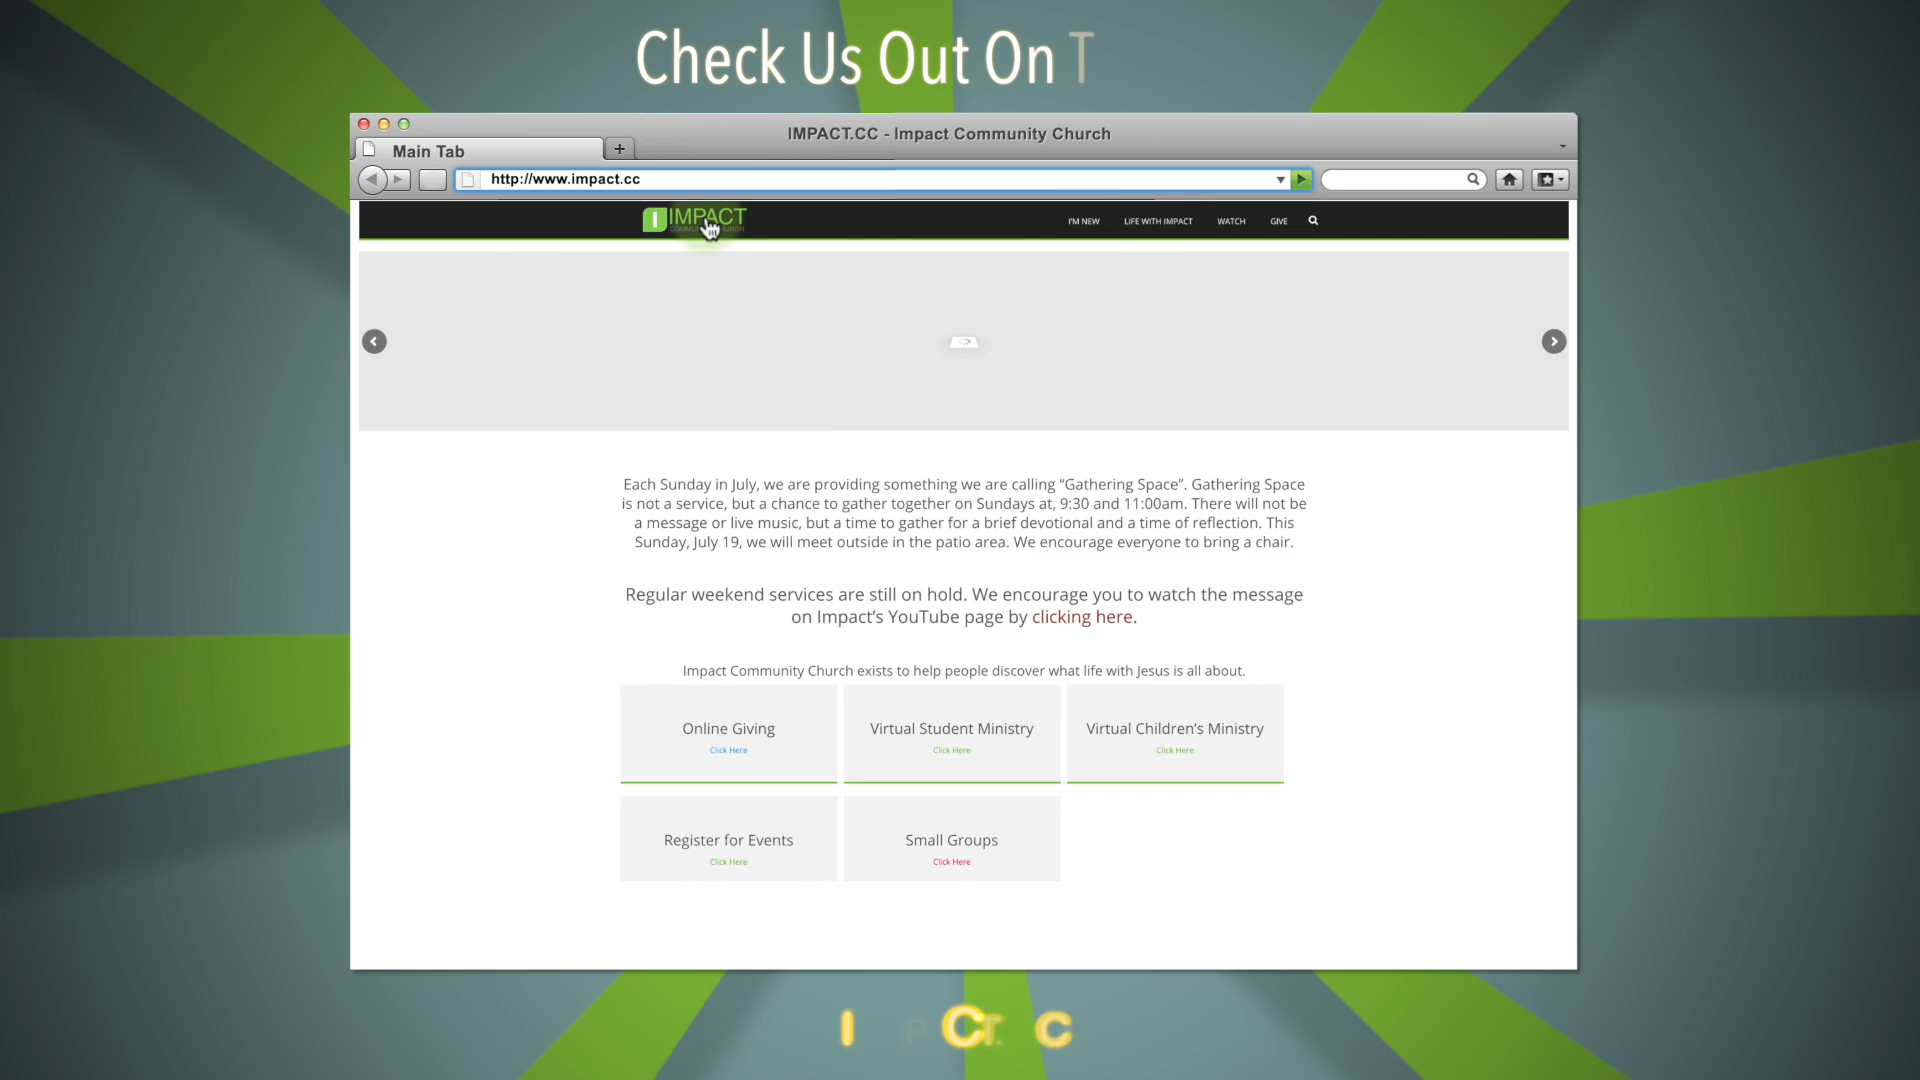 Check Us Out On T
IMPACT.CC - Impact Community Church
Main Tab
http://www.impact.cc
IMPACT
COMMUNITY CHURCH
I'M NEW LIFE WITH IMPACT WATCH GIVE
Each Sunday in July, we are providing something we are calling “Gathering Space”. Gathering Space
is not a service, but a chance to gather together on Sundays at, 9:30 and 11:00am. There will not be
a message or live music, but a time to gather for a brief devotional and a time of reflection. This
Sunday, July 19, we will meet outside in the patio area. We encourage everyone to bring a chair.
Regular weekend services are still on hold. We encourage you to watch the message
on Impact’s YouTube page by clicking here.
Impact Community Church exists to help people discover what life with Jesus is all about.
Online Giving Virtual Student Ministry Virtual Children’s Ministry
Click Here Click Here Click Here
Register for Events Small Groups
Click Here Click Here
I P CT. C